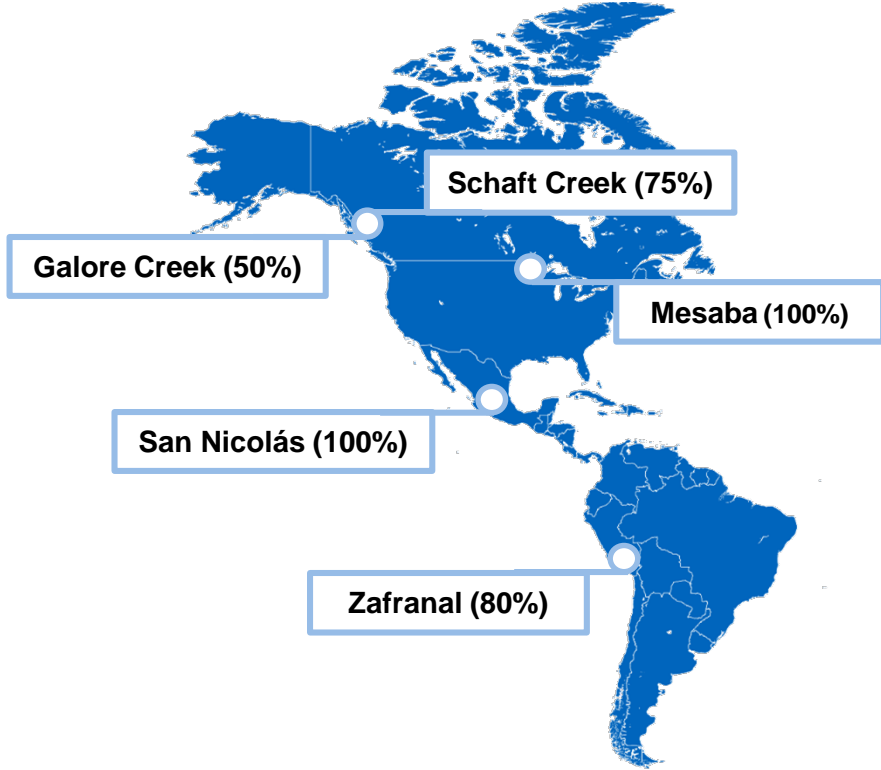 Schaft Creek (75%)
Galore Creek (50%)
Mesaba (100%)
San Nicolás (100%)
Zafranal (80%)